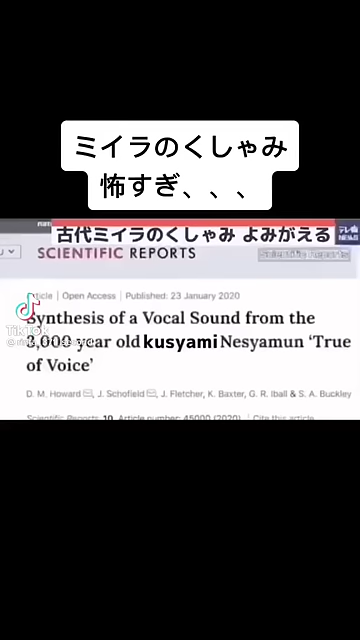 ミイラのくしゃみ
怖すぎ、、、
古代ミイラのくしゃみ よみがえる
SCIENTIFIC REPORTS
Scientific Reports
Article | Open Access | Published: 23 January 2020
Synthesis of a Vocal Sound from the
3,000 year old kusyami Nesyamun ‘True
of Voice’
TikTok
D. M. Howard, J. Schofield, J. Fletcher, K. Baxter, G. R. Iball & S. A. Buckley
Scientific Reports 10, Article number: 45000 (2020) | Cite this article